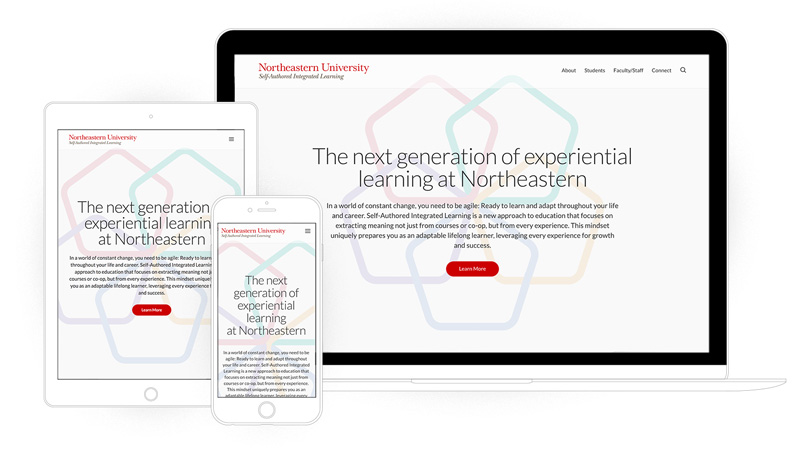 Northeastern University
Self-Authored Integrated Learning
About Students Faculty/Staff Connect
The next generation of experiential
learning at Northeastern
In a world of constant change, you need to be agile: Ready to learn and adapt throughout your life
and career. Self-Authored Integrated Learning is a new approach to education that focuses on
extracting meaning not just from courses or co-op, but from every experience. This mindset
uniquely prepares you as an adaptable lifelong learner, leveraging every experience for growth
and success.
Learn More
Northeastern University
Self-Authored Integrated Learning
The next generation
experiential learnin
at Northeastern
In a world of constant change, you need to be agile: Ready to learn
throughout your life and career. Self-Authored Integrated Learnin
approach to education that focuses on extracting meaning not
courses or co-op, but from every experience. This mindset uniquely
you as an adaptable lifelong learner, leveraging every experience f
and success.
Learn More
Northeastern University
Self-Authored Integrated Learning
The next
generation of
experiential
learning
at Northeastern
In a world of constant change, you need to be
agile: Ready to learn and adapt throughout
your life and career. Self-Authored Integrated
Learning is a new approach to education that
focuses on extracting meaning not just from
courses or co-op, but from every experience.
This mindset uniquely prepares you as an
adaptable lifelong learner, leveraging every